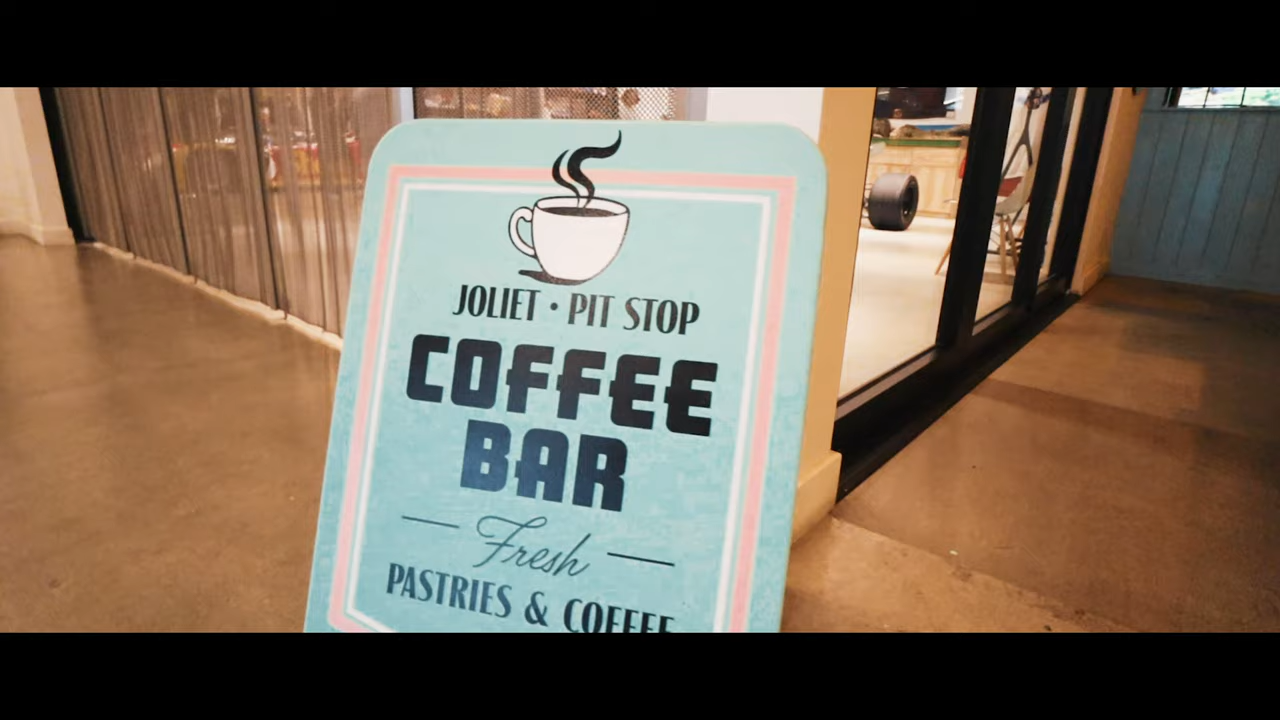 JOLIET • PIT STOP
COFFEE
BAR
Fresh
PASTRIES & COFFEE